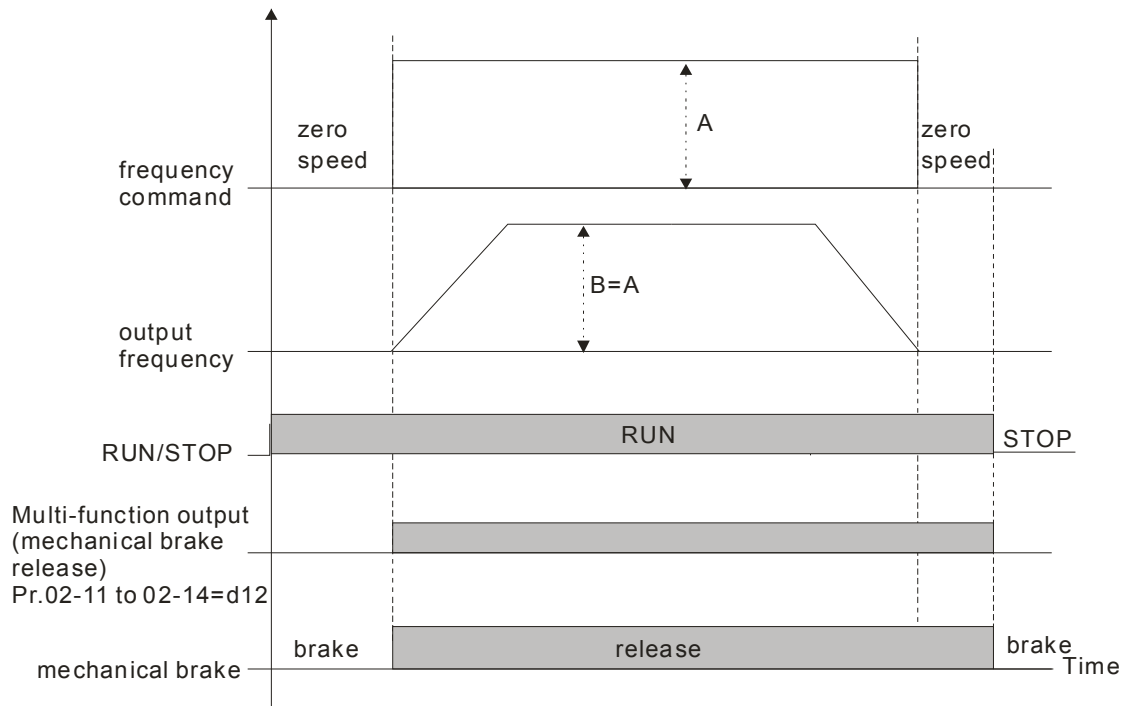 zero
speed
A
zero
speed
frequency
command
B=A
output
frequency
RUN/STOP
RUN
STOP
Multi-function output
(mechanical brake
release)
Pr.02-11 to 02-14=d12
mechanical brake
brake
release
brake
Time